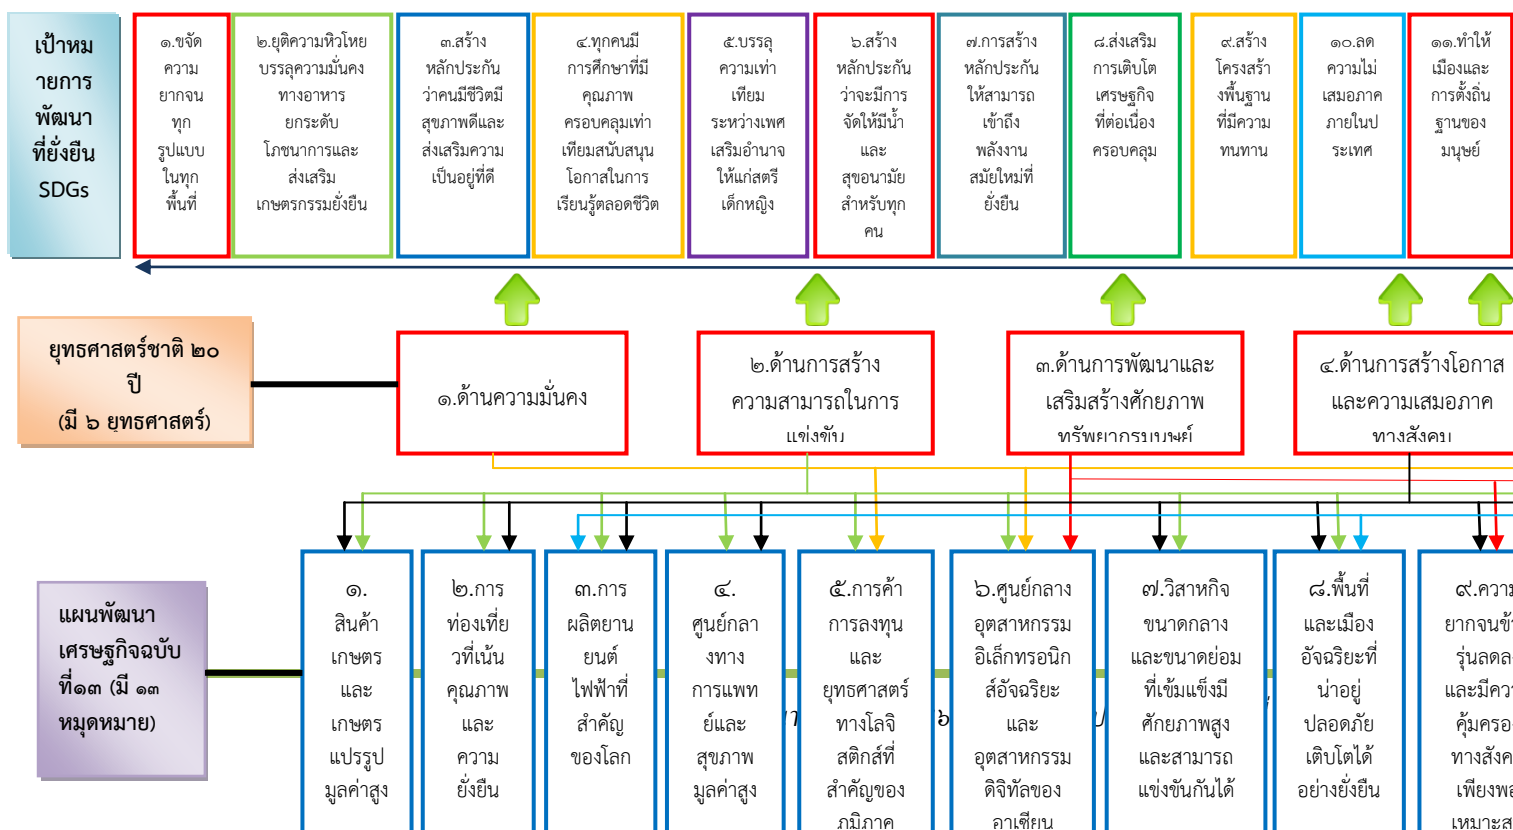 เป้าหม
ายการ
พัฒนา
ที่ยั่งยืน
SDGs
๑.ขจัด
ความ
ยากจน
ทุก
รูปแบบ
ในทุก
พื้นที่
๒.ยุติความหิวโหย
บรรลุความมั่นคง
ทางอาหาร
ยกระดับ
โภชนาการและ
ส่งเสริม
เกษตรกรรมยั่งยืน
๓.สร้าง
หลักประกัน
ว่าคนมีชีวิตมี
สุขภาพดีและ
ส่งเสริมความ
เป็นอยู่ที่ดี
๔.ทุกคนมี
การศึกษาที่มี
คุณภาพ
ครอบคลุมเท่า
เทียมสนับสนุน
โอกาสในการ
เรียนรู้ตลอดชีวิต
๕.บรรลุ
ความเท่า
เทียม
ระหว่างเพศ
เสริมอำนาจ
ให้แก่สตรี
เด็กหญิง
๖.สร้าง
หลักประกัน
ว่าจะมีการ
จัดให้มีน้ำ
และ
สุขอนามัย
สำหรับทุก
คน
๗.การสร้าง
หลักประกัน
ให้สามารถ
เข้าถึง
พลังงาน
สมัยใหม่ที่
ยั่งยืน
๘.ส่งเสริม
การเติบโต
เศรษฐกิจ
ที่ต่อเนื่อง
ครอบคลุม
๙.สร้าง
โครงสร้า
งพื้นฐาน
ที่มีความ
ทนทาน
๑๐.ลด
ความไม่
เสมอภาค
ภายในป
ระเทศ
๑๑.ทำให้
เมืองและ
การตั้งถิ่น
ฐานของ
มนุษย์
ยุทธศาสตร์ชาติ ๒๐
ปี
(มี ๖ ยุทธศาสตร์)
๑.ด้านความมั่นคง
๒.ด้านการสร้าง
ความสามารถในการ
แข่งขัน
๓.ด้านการพัฒนาและ
เสริมสร้างศักยภาพ
ทรัพยากรมนุษย์
๔.ด้านการสร้างโอกาส
และความเสมอภาค
ทางสังคม
แผนพัฒนา
เศรษฐกิจฉบับ
ที่๑๓ (มี ๑๓
หมุดหมาย)
๑.
สินค้า
เกษตร
และ
เกษตร
แปรรูป
มูลค่าสูง
๒.การ
ท่องเที่ย
วที่เน้น
คุณภาพ
และ
ความ
ยั่งยืน
๓.การ
ผลิตยาน
ยนต์
ไฟฟ้าที่
สำคัญ
ของโลก
๔.
ศูนย์กลา
งทาง
การแพท
ย์และ
สุขภาพ
มูลค่าสูง
๕.การค้า
การลงทุน
และ
ยุทธศาสตร์
ทางโลจิ
สติกส์ที่
สำคัญของ
ภูมิภาค
๖.ศูนย์กลาง
อุตสาหกรรม
อิเล็กทรอนิก
ส์อัจฉริยะ
และ
อุตสาหกรรม
ดิจิทัลของ
อาเซียน
๗.วิสาหกิจ
ขนาดกลาง
และขนาดย่อม
ที่เข้มแข็งมี
ศักยภาพสูง
และสามารถ
แข่งขันกันได้
๘.พื้นที่
และเมือง
อัจฉริยะที่
น่าอยู่
ปลอดภัย
เติบโตได้
อย่างยั่งยืน
๙.ความ
ยากจนข้า
รุ่นลดล
และมีควา
คุ้มครอ
ทางสังค
เพียงพอ
เหมาะส